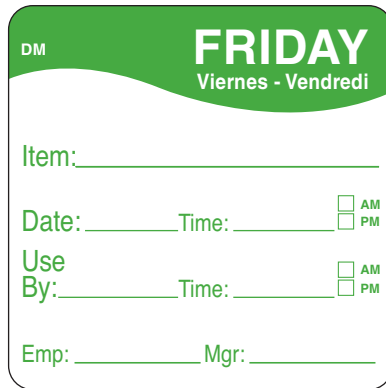 DM
FRIDAY
Viernes - Vendredi
Item:
Date: Time: AM
PM
Use
By: Time: AM
PM
Emp: Mgr: